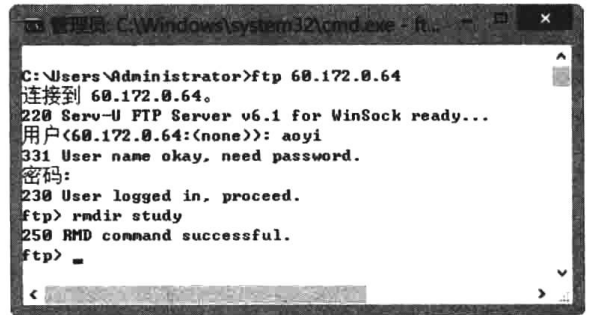 管理员: C:\Windows\system32\cmd.exe - ft...
C:\Users\Administrator>ftp 60.172.0.64
连接到 60.172.0.64。
220 Serv-U FTP Server v6.1 for WinSock ready...
用户(60.172.0.64:(none)): aoyi
331 User name okay, need password.
密码:
230 User logged in, proceed.
ftp> rmdir study
250 RMD command successful.
ftp>